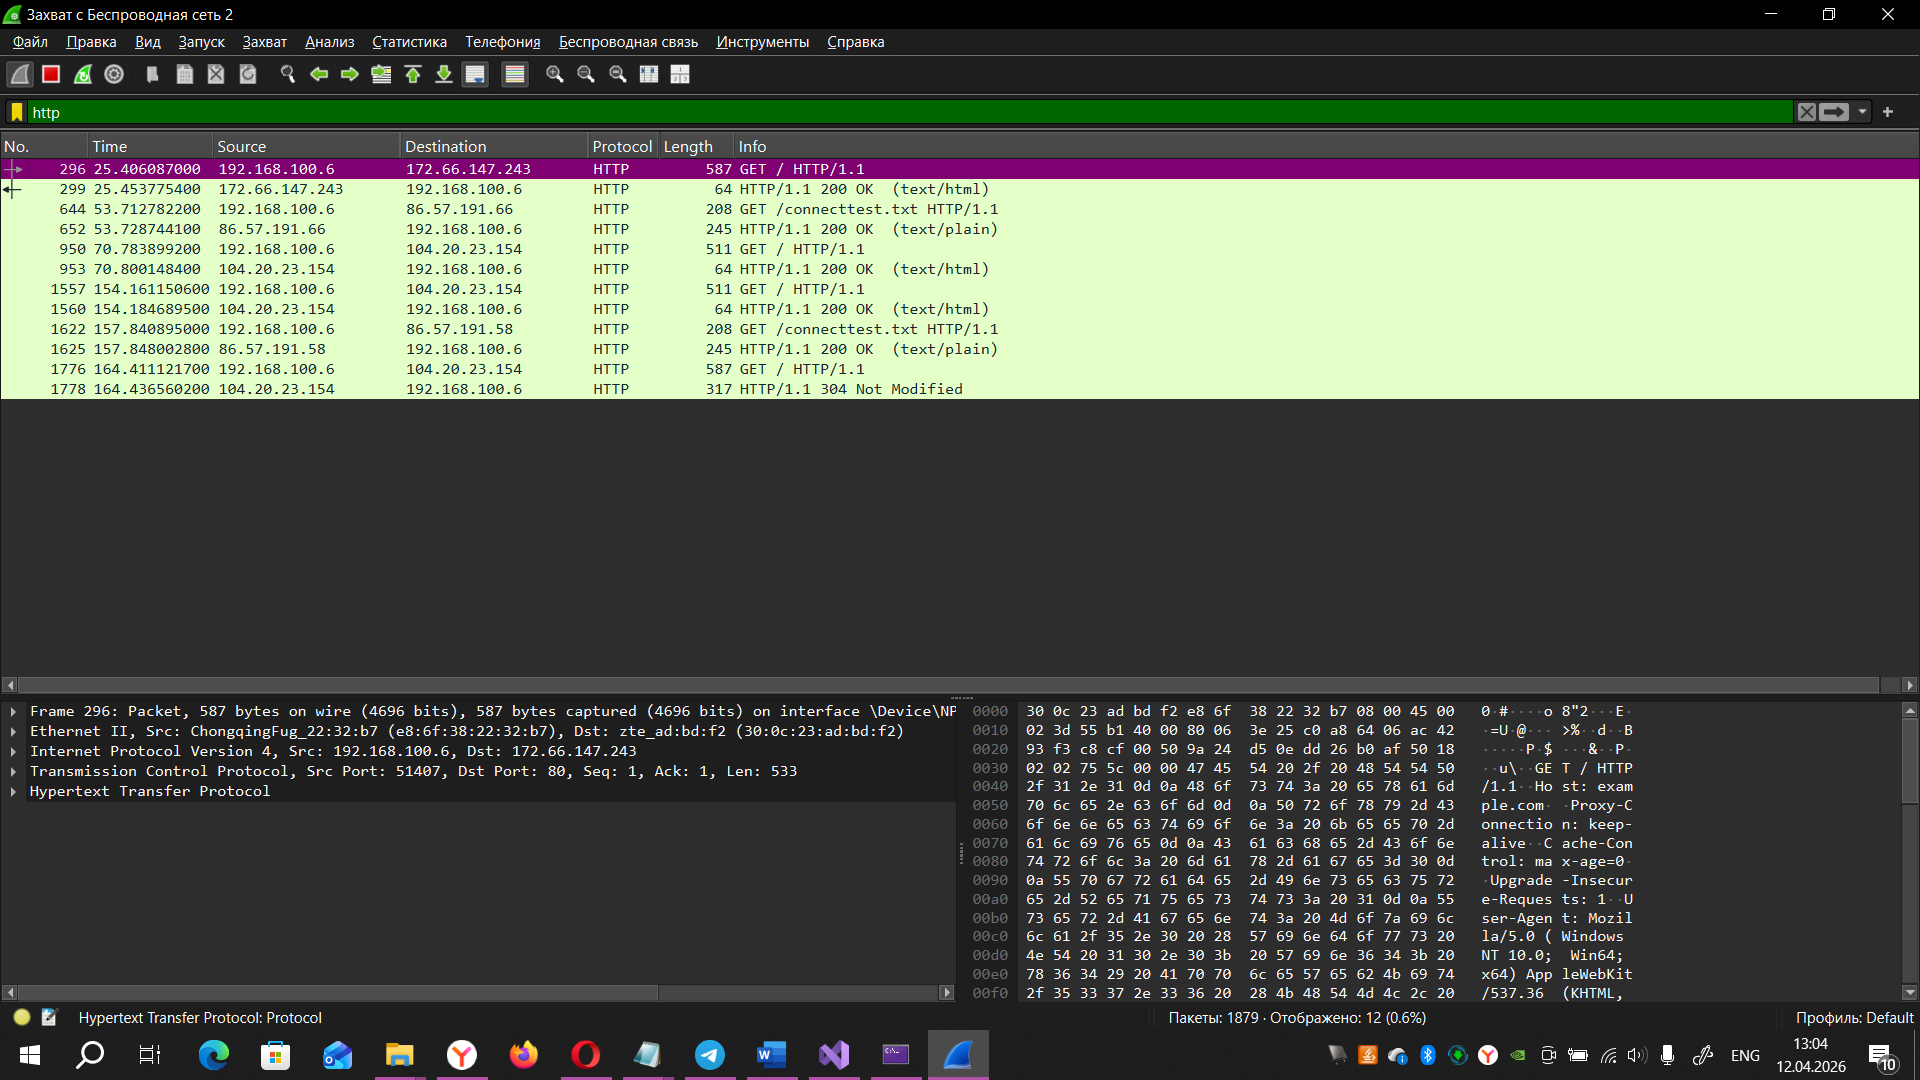 Захват с Беспроводная сеть 2
Файл Правка Вид Запуск Захват Анализ Статистика Телефония Беспроводная связь Инструменты Справка
http
No. Time Source Destination Protocol Length Info
296 25.406087000 192.168.100.6 172.66.147.243 HTTP 587 GET / HTTP/1.1
299 25.453775400 172.66.147.243 192.168.100.6 HTTP 64 HTTP/1.1 200 OK (text/html)
644 53.712782200 192.168.100.6 86.57.191.66 HTTP 208 GET /connecttest.txt HTTP/1.1
652 53.728744100 86.57.191.66 192.168.100.6 HTTP 245 HTTP/1.1 200 OK (text/plain)
950 70.783899200 192.168.100.6 104.20.23.154 HTTP 511 GET / HTTP/1.1
953 70.800148400 104.20.23.154 192.168.100.6 HTTP 64 HTTP/1.1 200 OK (text/html)
1557 154.161150600 192.168.100.6 104.20.23.154 HTTP 511 GET / HTTP/1.1
1560 154.184689500 104.20.23.154 192.168.100.6 HTTP 64 HTTP/1.1 200 OK (text/html)
1622 157.840895000 192.168.100.6 86.57.191.58 HTTP 208 GET /connecttest.txt HTTP/1.1
1625 157.848002800 86.57.191.58 192.168.100.6 HTTP 245 HTTP/1.1 200 OK (text/plain)
1776 164.411121700 192.168.100.6 104.20.23.154 HTTP 587 GET / HTTP/1.1
1778 164.436560200 104.20.23.154 192.168.100.6 HTTP 317 HTTP/1.1 304 Not Modified
Frame 296: Packet, 587 bytes on wire (4696 bits), 587 bytes captured (4696 bits) on interface \Device\NP
Ethernet II, Src: ChongqingFug_22:32:b7 (e8:6f:38:22:32:b7), Dst: zte_ad:bd:f2 (30:0c:23:ad:bd:f2)
Internet Protocol Version 4, Src: 192.168.100.6, Dst: 172.66.147.243
Transmission Control Protocol, Src Port: 51407, Dst Port: 80, Seq: 1, Ack: 1, Len: 533
Hypertext Transfer Protocol
0000 30 0c 23 ad bd f2 e8 6f 38 22 32 b7 08 00 45 00 0·#····o 8"2···E·
0010 02 3d 55 b1 40 00 80 06 3e 25 c0 a8 64 06 ac 42 ·=U·@··· >%··d··B
0020 93 f3 c8 cf 00 50 9a 24 d5 0e dd 26 b0 af 50 18 ·····P·$ ···&··P·
0030 02 02 75 5c 00 00 47 45 54 20 2f 20 48 54 54 50 ··u\··GE T / HTTP
0040 2f 31 2e 31 0d 0a 48 6f 73 74 3a 20 65 78 61 6d /1.1··Ho st: exam
0050 70 6c 65 2e 63 6f 6d 0d 0a 50 72 6f 78 79 2d 43 ple.com· ·Proxy-C
0060 6f 6e 6e 65 63 74 69 6f 6e 3a 20 6b 65 65 70 2d onnectio n: keep-
0070 61 6c 69 76 65 0d 0a 43 61 63 68 65 2d 43 6f 6e alive··C ache-Con
0080 74 72 6f 6c 3a 20 6d 61 78 2d 61 67 65 3d 30 0d trol: ma x-age=0·
0090 0a 55 70 67 72 61 64 65 2d 49 6e 73 65 63 75 72 ·Upgrade -Insecur
00a0 65 2d 52 65 71 75 65 73 74 73 3a 20 31 0d 0a 55 e-Reques ts: 1··U
00b0 73 65 72 2d 41 67 65 6e 74 3a 20 4d 6f 7a 69 6c ser-Agen t: Mozil
00c0 6c 61 2f 35 2e 30 20 28 57 69 6e 64 6f 77 73 20 la/5.0 ( Windows
00d0 4e 54 20 31 30 2e 30 3b 20 57 69 6e 36 34 3b 20 NT 10.0; Win64;
00e0 78 36 34 29 20 41 70 70 6c 65 57 65 62 4b 69 74 x64) App leWebKit
00f0 2f 35 33 37 2e 33 36 20 28 4b 48 54 4d 4c 2c 20 /537.36 (KHTML,
Hypertext Transfer Protocol: Protocol
Пакеты: 1879 · Отображено: 12 (0.6%)
Профиль: Default
ENG
13:04
12.04.2026
10